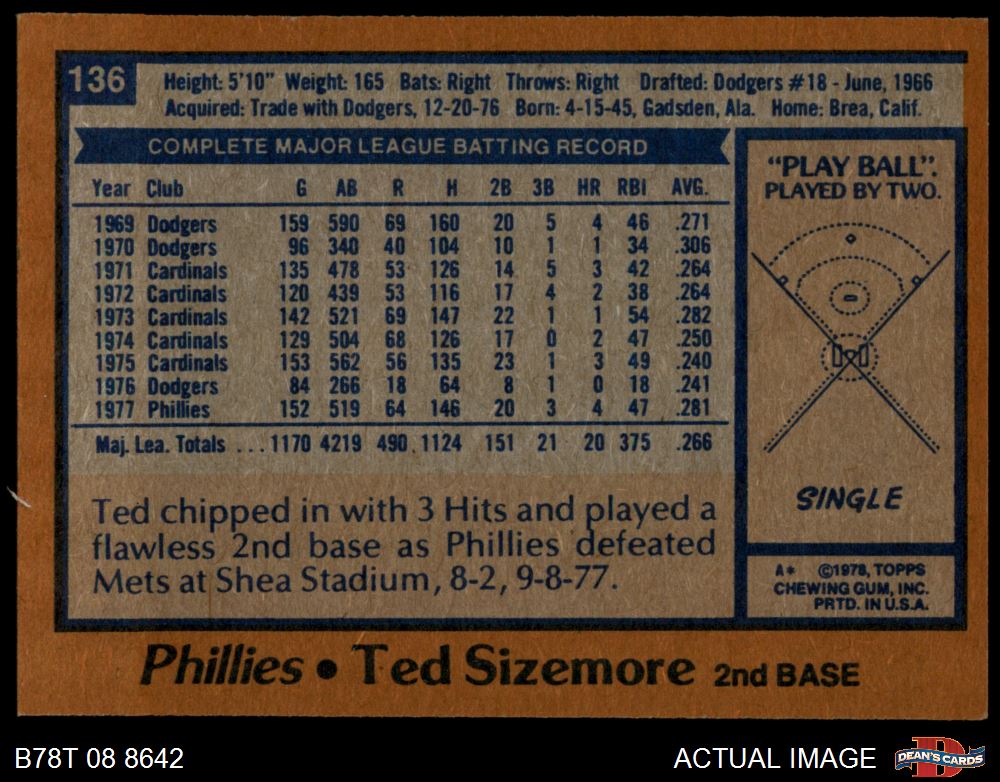 136
Height: 5'10" Weight: 165 Bats: Right Throws: Right Drafted: Dodgers #18 - June, 1966
Acquired: Trade with Dodgers, 12-20-76 Born: 4-15-45, Gadsden, Ala. Home: Brea, Calif.
COMPLETE MAJOR LEAGUE BATTING RECORD
Year Club G AB R H 2B 3B HR RBI AVG.
1969 Dodgers 159 590 69 160 20 5 4 46 .271
1970 Dodgers 96 340 40 104 10 1 1 34 .306
1971 Cardinals 135 478 53 126 14 5 3 42 .264
1972 Cardinals 120 439 53 116 17 4 2 38 .264
1973 Cardinals 142 521 69 147 22 1 1 54 .282
1974 Cardinals 129 504 68 126 17 0 2 47 .250
1975 Cardinals 153 562 56 135 23 1 3 49 .240
1976 Dodgers 84 266 18 64 8 1 0 18 .241
1977 Phillies 152 519 64 146 20 3 4 47 .281
Maj. Lea. Totals ... 1170 4219 490 1124 151 21 20 375 .266
Ted chipped in with 3 Hits and played a
flawless 2nd base as Phillies defeated
Mets at Shea Stadium, 8-2, 9-8-77.
"PLAY BALL".
PLAYED BY TWO.
SINGLE
A* ©1978, TOPPS
CHEWING GUM, INC.
PRTD. IN U.S.A.
Phillies • Ted Sizemore 2nd BASE
B78T 08 8642
ACTUAL IMAGE
D
DEAN'S CARDS